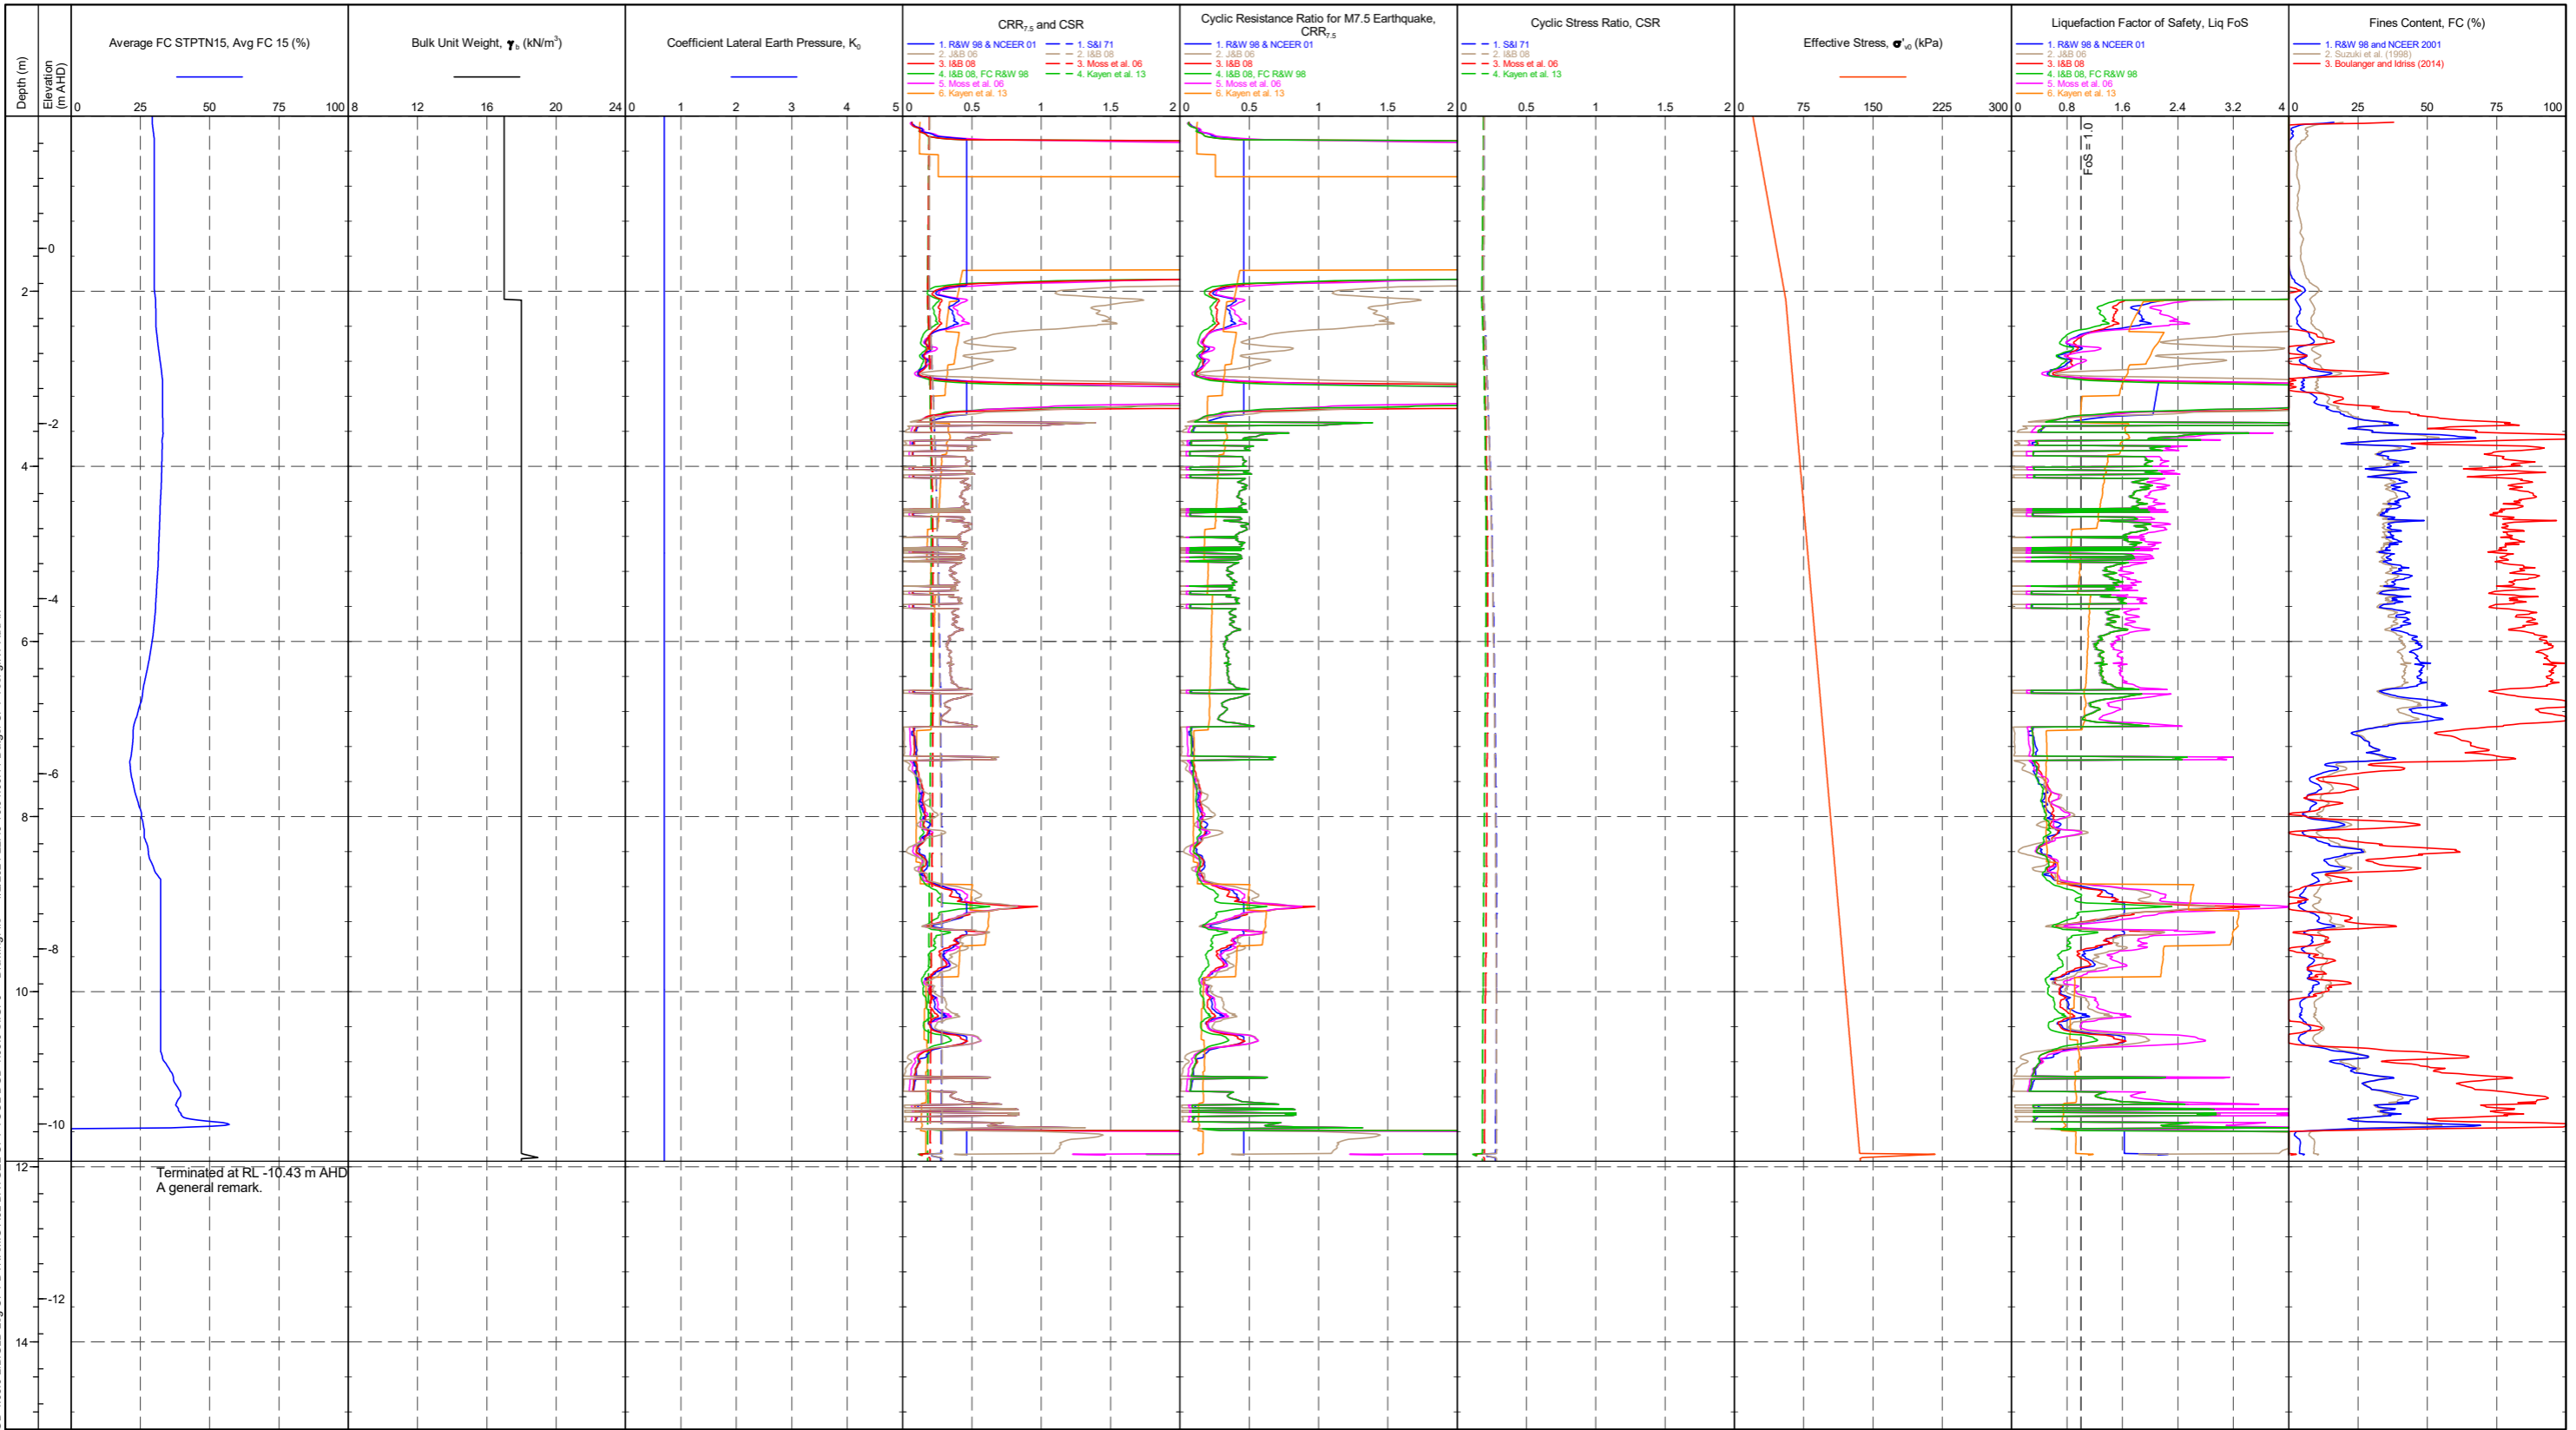 Depth (m)
Elevation
(m AHD)
Average FC STPTN15, Avg FC 15 (%)
0 25 50 75 100
Bulk Unit Weight, γb (kN/m³)
8 12 16 20 24
Coefficient Lateral Earth Pressure, K0
0 1 2 3 4 5
CRR7.5 and CSR
1. R&W 98 & NCEER 01
2. J&B 06
3. I&B 08
4. I&B 08, FC R&W 98
5. Moss et al. 06
6. Kayen et al. 13
1. S&I 71
2. I&B 08
3. Moss et al. 06
4. Kayen et al. 13
0 0.5 1 1.5 2
Cyclic Resistance Ratio for M7.5 Earthquake,
CRR7.5
1. R&W 98 & NCEER 01
2. J&B 06
3. I&B 08
4. I&B 08, FC R&W 98
5. Moss et al. 06
6. Kayen et al. 13
0 0.5 1 1.5 2
Cyclic Stress Ratio, CSR
1. S&I 71
2. I&B 08
3. Moss et al. 06
4. Kayen et al. 13
0 0.5 1 1.5 2
Effective Stress, σ'v0 (kPa)
0 75 150 225 300
Liquefaction Factor of Safety, Liq FoS
1. R&W 98 & NCEER 01
2. J&B 06
3. I&B 08
4. I&B 08, FC R&W 98
5. Moss et al. 06
6. Kayen et al. 13
0 0.8 1.6 2.4 3.2 4
Fines Content, FC (%)
1. R&W 98 and NCEER 2001
2. Suzuki et al. (1998)
3. Boulanger and Idriss (2014)
0 25 50 75 100
FoS = 1.0
0
2
-2
4
-4
6
-6
8
-8
10
-10
12
Terminated at RL -10.43 m AHD
A general remark.
-12
14